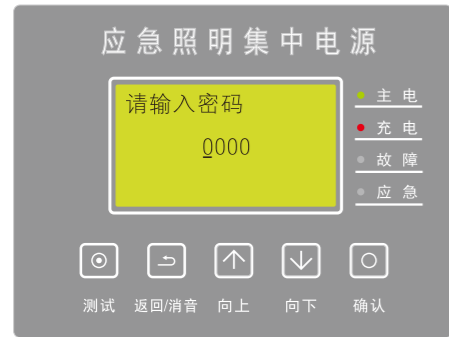 应急照明集中电源
请输入密码
0000
主电
充电
故障
应急
测试 返回/消音 向上 向下 确认